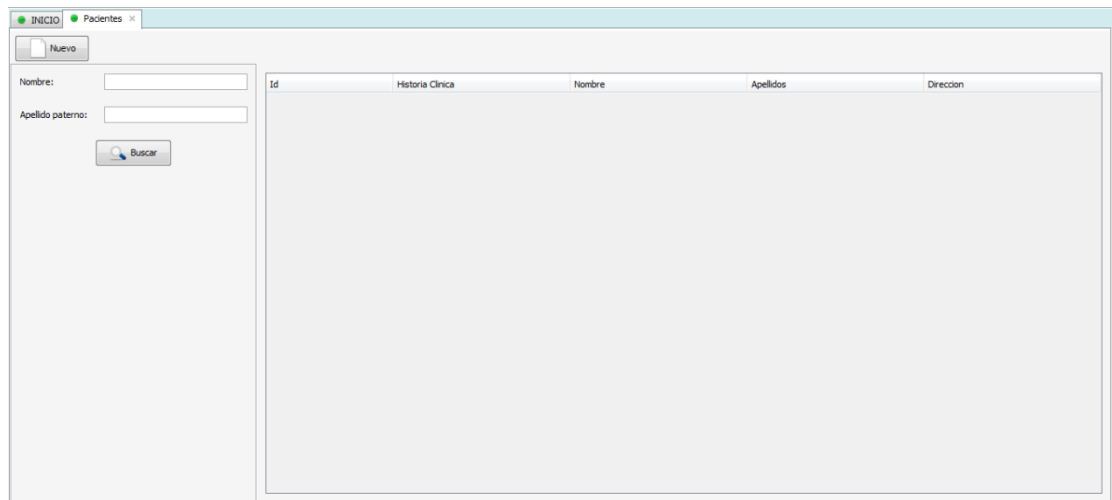 INICIO Pacientes
Nuevo
Nombre:
Apellido paterno:
Buscar
Id Historia Clinica Nombre Apellidos Direccion